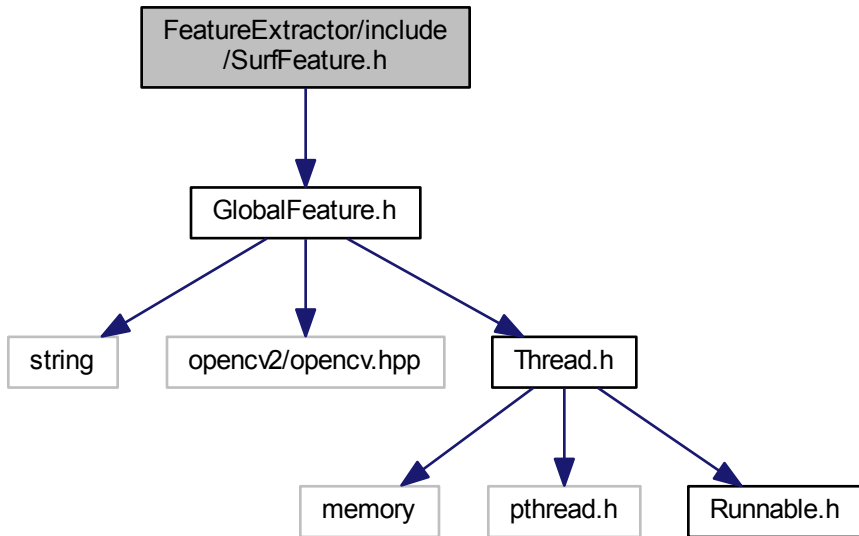 FeatureExtractor/include
/SurfFeature.h
GlobalFeature.h
string
opencv2/opencv.hpp
Thread.h
memory
pthread.h
Runnable.h